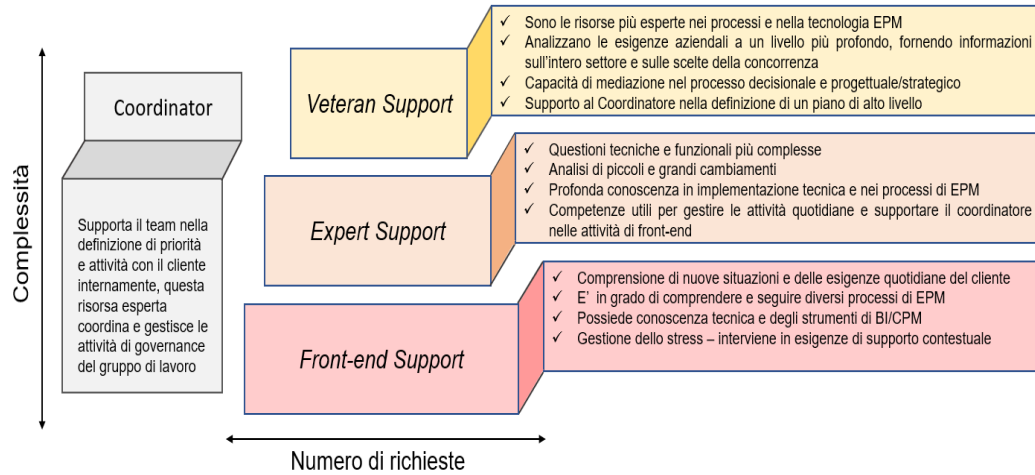 Complessità
Coordinator
Supporta il team nella
definizione di priorità
e attività con il cliente
internamente, questa
risorsa esperta
coordina e gestisce le
attività di governance
del gruppo di lavoro
Veteran Support
✓ Sono le risorse più esperte nei processi e nella tecnologia EPM
✓ Analizzano le esigenze aziendali a un livello più profondo, fornendo informazioni
sull'intero settore e sulle scelte della concorrenza
✓ Capacità di mediazione nel processo decisionale e progettuale/strategico
✓ Supporto al Coordinatore nella definizione di un piano di alto livello
Expert Support
✓ Questioni tecniche e funzionali più complesse
✓ Analisi di piccoli e grandi cambiamenti
✓ Profonda conoscenza in implementazione tecnica e nei processi di EPM
✓ Competenze utili per gestire le attività quotidiane e supportare il coordinatore
nelle attività di front-end
Front-end Support
✓ Comprensione di nuove situazioni e delle esigenze quotidiane del cliente
✓ E' in grado di comprendere e seguire diversi processi di EPM
✓ Possiede conoscenza tecnica e degli strumenti di BI/CPM
✓ Gestione dello stress – interviene in esigenze di supporto contestuale
Numero di richieste